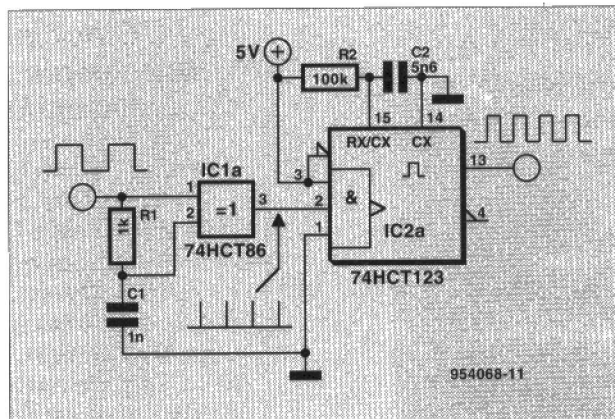 5V
R2
100k
C2
5n6
15
14
RX/CX
CX
IC1a
1
2
=1
3
74HCT86
R1
1k
C1
1n
3
2
1
&
IC2a
13
4
74HCT123
954068-11